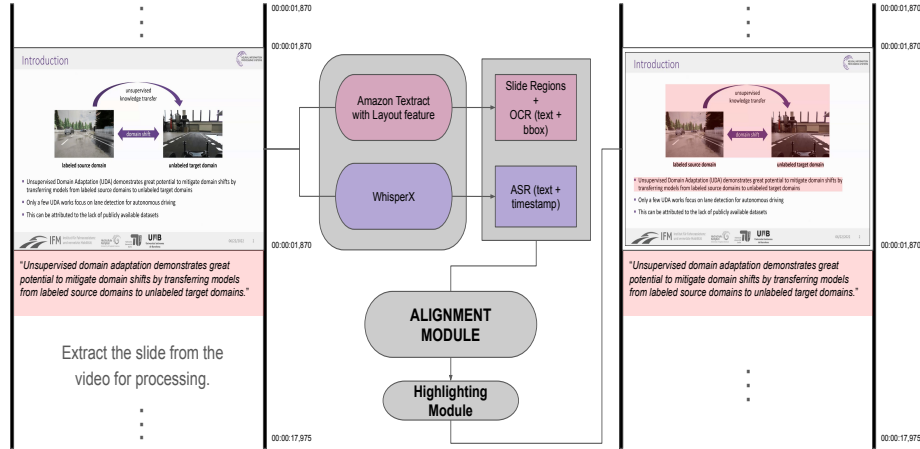 00:00:01,870
00:00:01,870
Introduction
unsupervised
knowledge transfer
domain shift
labeled source domain
unlabeled target domain
Unsupervised Domain Adaptation (UDA) demonstrates great potential to mitigate domain shifts by
transferring models from labeled source domains to unlabeled target domains
Only a few UDA works focus on lane detection for autonomous driving
This can be attributed to the lack of publicly available datasets
IFM
UAB
00:00:01,870
"Unsupervised domain adaptation demonstrates great
potential to mitigate domain shifts by transferring models
from labeled source domains to unlabeled target domains."
Extract the slide from the
video for processing.
00:00:17,975
Amazon Textract
with Layout feature
Slide Regions
+
OCR (text +
bbox)
WhisperX
ASR (text +
timestamp)
ALIGNMENT
MODULE
Highlighting
Module
00:00:01,870
00:00:01,870
Introduction
unsupervised
knowledge transfer
domain shift
labeled source domain
unlabeled target domain
Unsupervised Domain Adaptation (UDA) demonstrates great potential to mitigate domain shifts by
transferring models from labeled source domains to unlabeled target domains
Only a few UDA works focus on lane detection for autonomous driving
This can be attributed to the lack of publicly available datasets
IFM
UAB
00:00:01,870
"Unsupervised domain adaptation demonstrates great
potential to mitigate domain shifts by transferring models
from labeled source domains to unlabeled target domains."
00:00:17,975